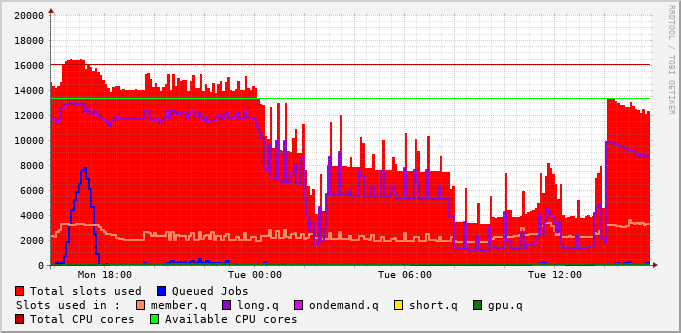 RRDTOOL / TOBI OETIKER
20000
18000
16000
14000
12000
10000
8000
6000
4000
2000
0
Mon 18:00 Tue 00:00 Tue 06:00 Tue 12:00
Total slots used Queued Jobs
Slots used in : member.q long.q ondemand.q short.q gpu.q
Total CPU cores Available CPU cores